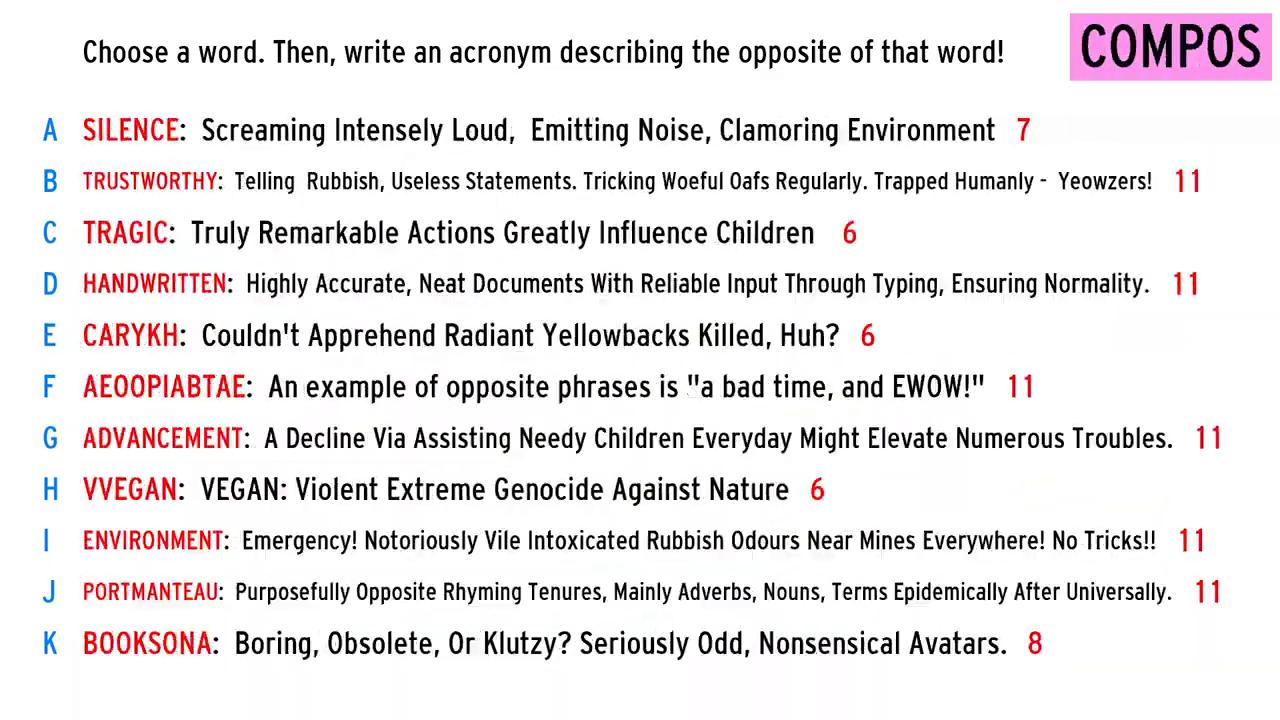 Choose a word. Then, write an acronym describing the opposite of that word! COMPOS
A SILENCE: Screaming Intensely Loud, Emitting Noise, Clamoring Environment 7
B TRUSTWORTHY: Telling Rubbish, Useless Statements. Tricking Woeful Oafs Regularly. Trapped Humanly - Yeowzers! 11
C TRAGIC: Truly Remarkable Actions Greatly Influence Children 6
D HANDWRITTEN: Highly Accurate, Neat Documents With Reliable Input Through Typing, Ensuring Normality. 11
E CARYKH: Couldn't Apprehend Radiant Yellowbacks Killed, Huh? 6
F AEOOPIABTAE: An example of opposite phrases is "a bad time, and EWOW!" 11
G ADVANCEMENT: A Decline Via Assisting Needy Children Everyday Might Elevate Numerous Troubles. 11
H VVEGAN: VEGAN: Violent Extreme Genocide Against Nature 6
I ENVIRONMENT: Emergency! Notoriously Vile Intoxicated Rubbish Odours Near Mines Everywhere! No Tricks!! 11
J PORTMANTEAU: Purposefully Opposite Rhyming Tenures, Mainly Adverbs, Nouns, Terms Epidemically After Universally. 11
K BOOKSONA: Boring, Obsolete, Or Klutzy? Seriously Odd, Nonsensical Avatars. 8